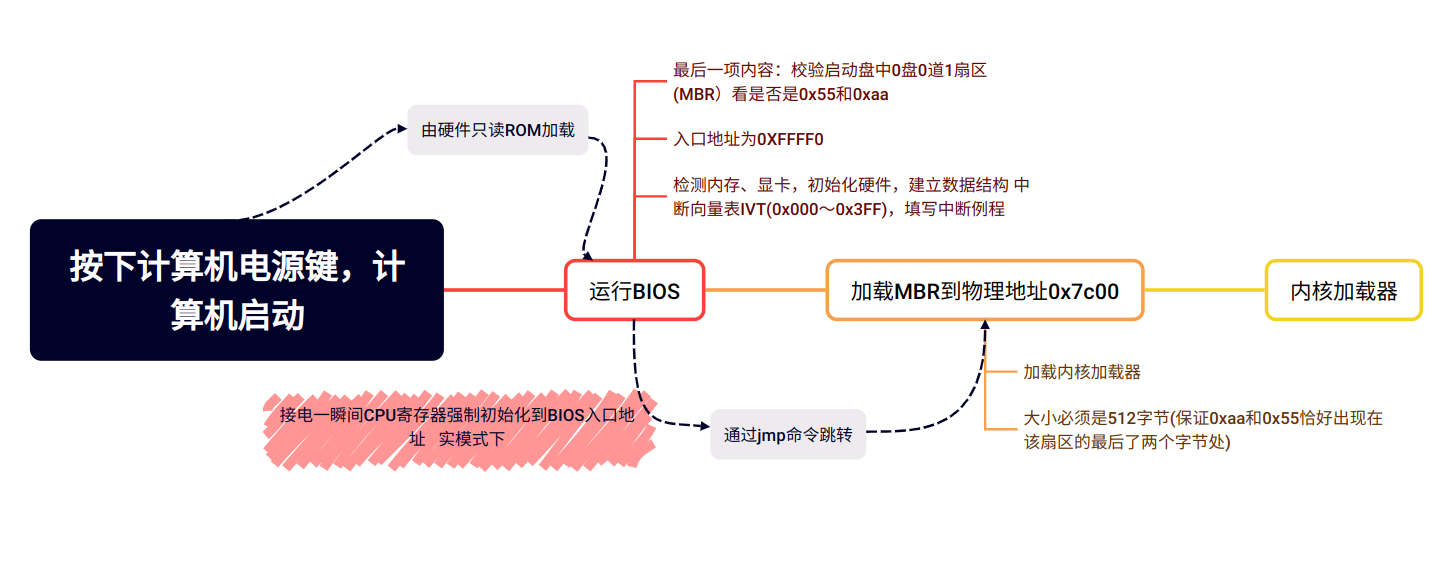 最后一项内容：校验启动盘中0盘0道1扇区
(MBR）看是否是0x55和0xaa
由硬件只读ROM加载
入口地址为0XFFFF0
检测内存、显卡，初始化硬件，建立数据结构 中
断向量表IVT(0x000～0x3FF)，填写中断例程
按下计算机电源键，计
算机启动
运行BIOS
加载MBR到物理地址0x7c00
内核加载器
加载内核加载器
接电一瞬间CPU寄存器强制初始化到BIOS入口地
址 实模式下
通过jmp命令跳转
大小必须是512字节(保证0xaa和0x55恰好出现在
该扇区的最后了两个字节处)